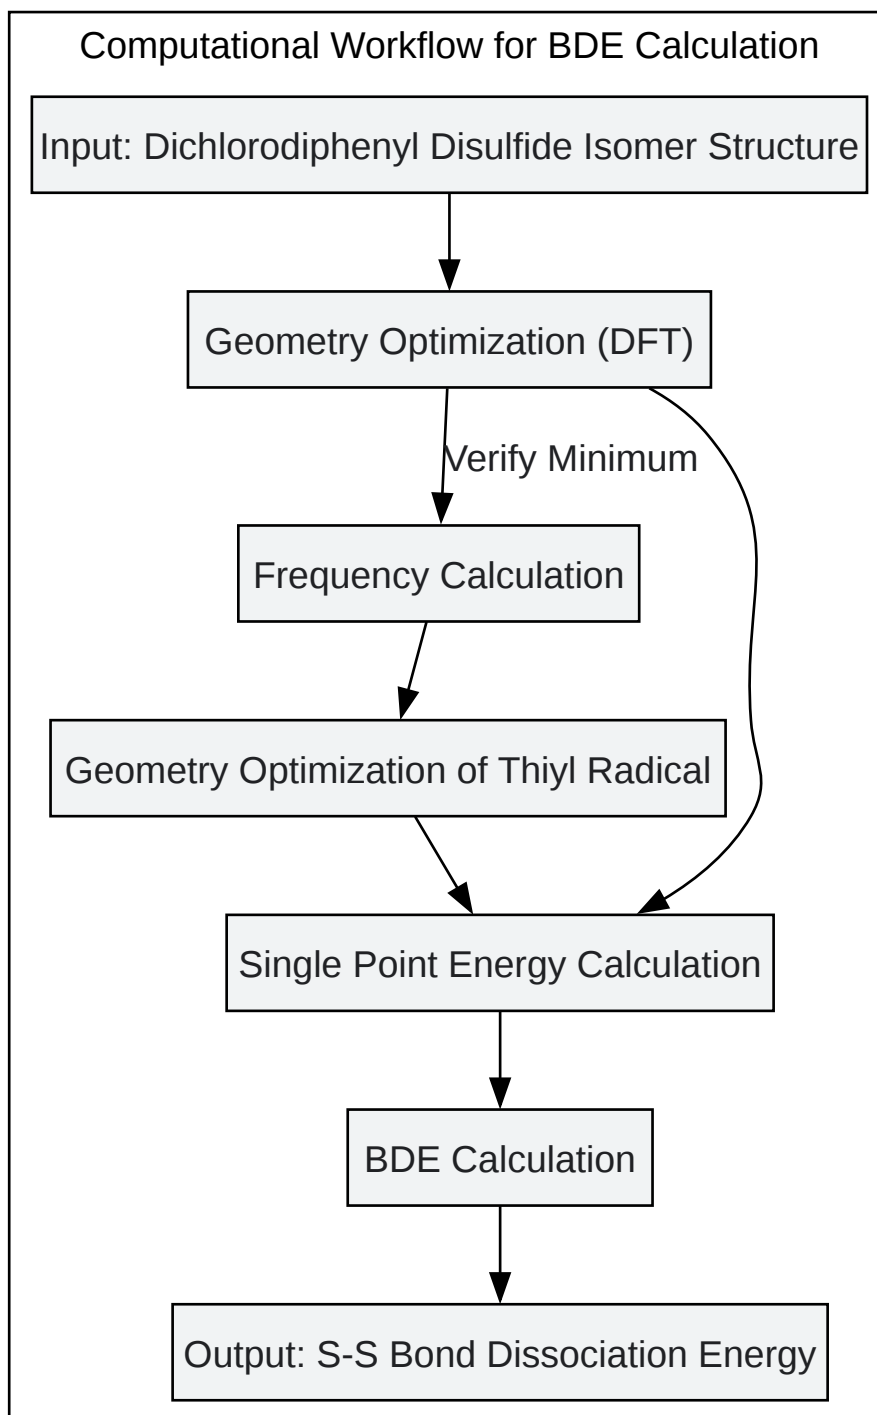 Computational Workflow for BDE Calculation
Input: Dichlorodiphenyl Disulfide Isomer Structure
Geometry Optimization (DFT)
Verify Minimum
Frequency Calculation
Geometry Optimization of Thiyl Radical
Single Point Energy Calculation
BDE Calculation
Output: S-S Bond Dissociation Energy